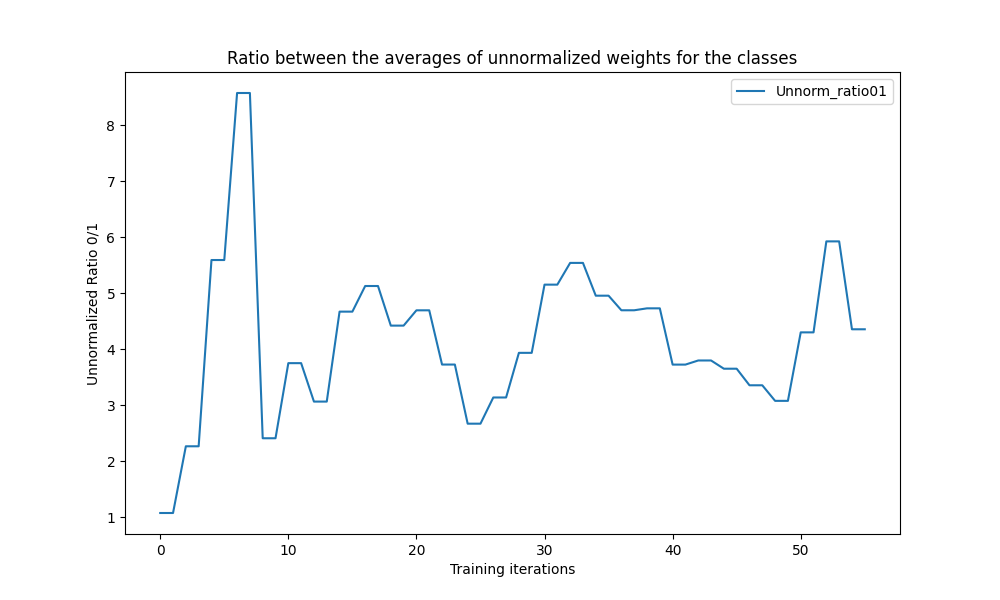 Ratio between the averages of unnormalized weights for the classes
Unnorm_ratio01
Unnormalized Ratio 0/1
8
7
6
5
4
3
2
1
0 10 20 30 40 50
Training iterations